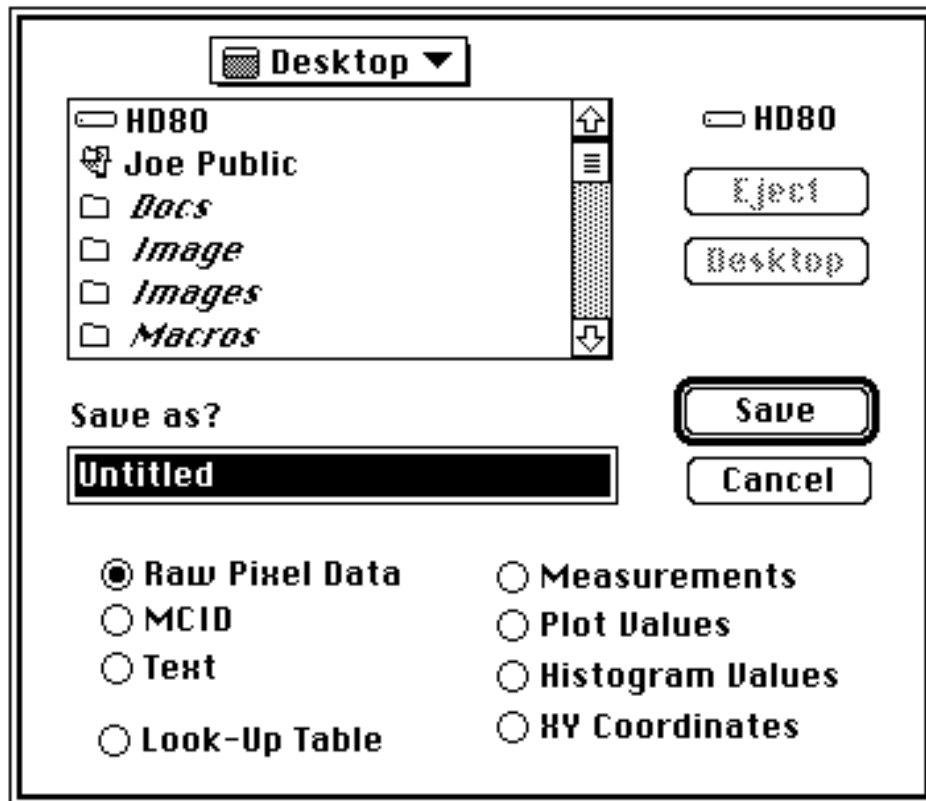 Desktop
HD80
Joe Public
Docs
Image
Images
Macros
HD80
Eject
Desktop
Save as?
Untitled
Save
Cancel
Raw Pixel Data
MCID
Text
Look-Up Table
Measurements
Plot Values
Histogram Values
XY Coordinates